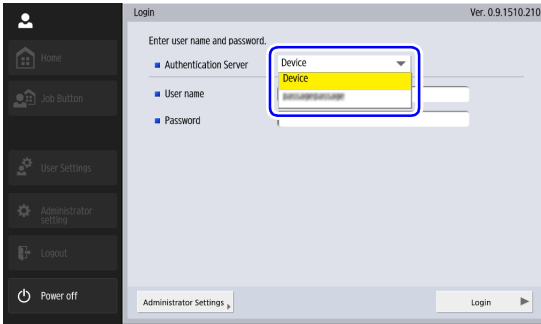 Login
Ver. 0.9.1510.210
Enter user name and password.
Authentication Server
Device
Device
User name
Password
Home
Job Button
User Settings
Administrator
setting
Logout
Power off
Administrator Settings
Login